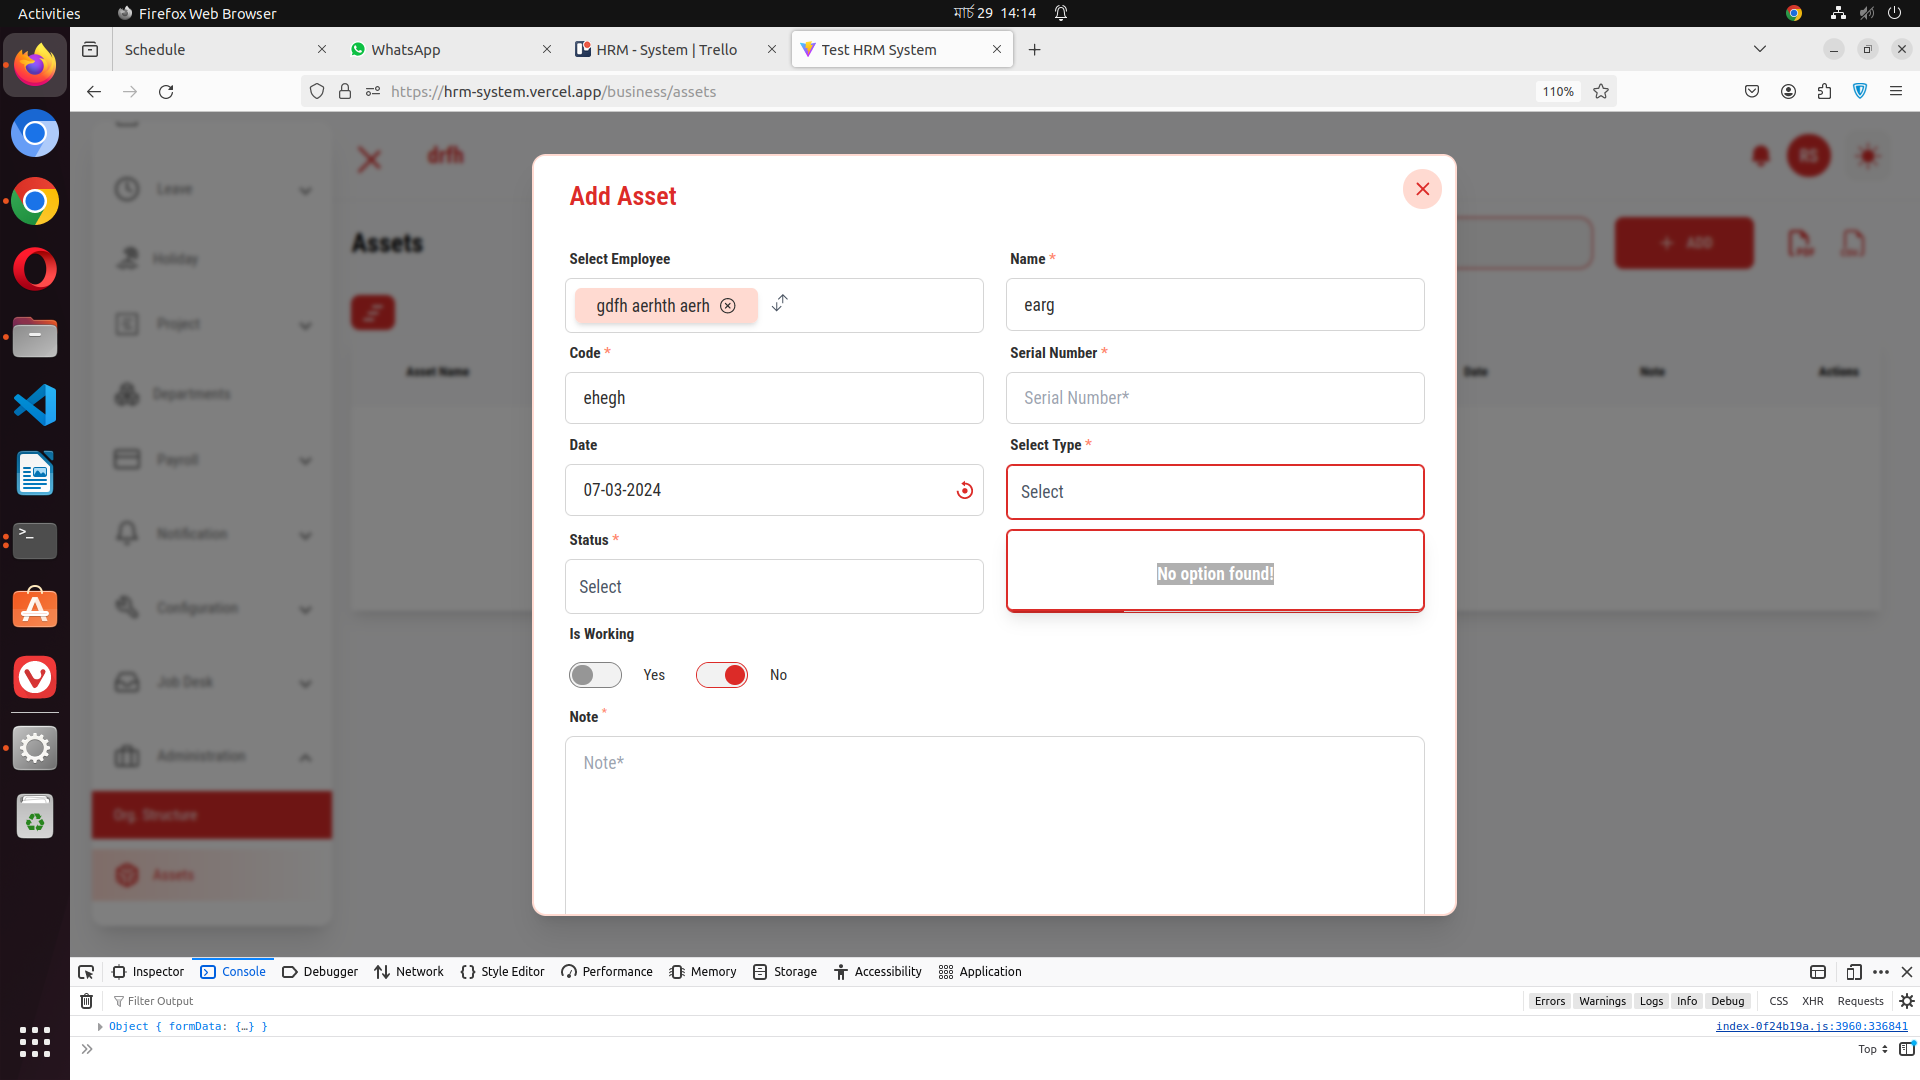 Activities
Firefox Web Browser
মার্চ 29 14:14
Schedule
WhatsApp
HRM - System | Trello
Test HRM System
https://hrm-system.vercel.app/business/assets
110%
Leave
Holiday
Project
Departments
Payroll
Notification
Configuration
Job Desk
Administration
Org. Structure
Assets
drfh
RS
Assets
ADD
Asset Name
Date
Note
Actions
Add Asset
Select Employee
Name *
gdfh aerhth aerh
earg
Code *
Serial Number *
ehegh
Serial Number*
Date
Select Type *
07-03-2024
Select
Status *
No option found!
Select
Is Working
Yes
No
Note *
Note*
Inspector
Console
Debugger
Network
Style Editor
Performance
Memory
Storage
Accessibility
Application
Filter Output
Errors
Warnings
Logs
Info
Debug
CSS
XHR
Requests
Object { formData: {…} }
index-0f24b19a.js:3960:336841
Top